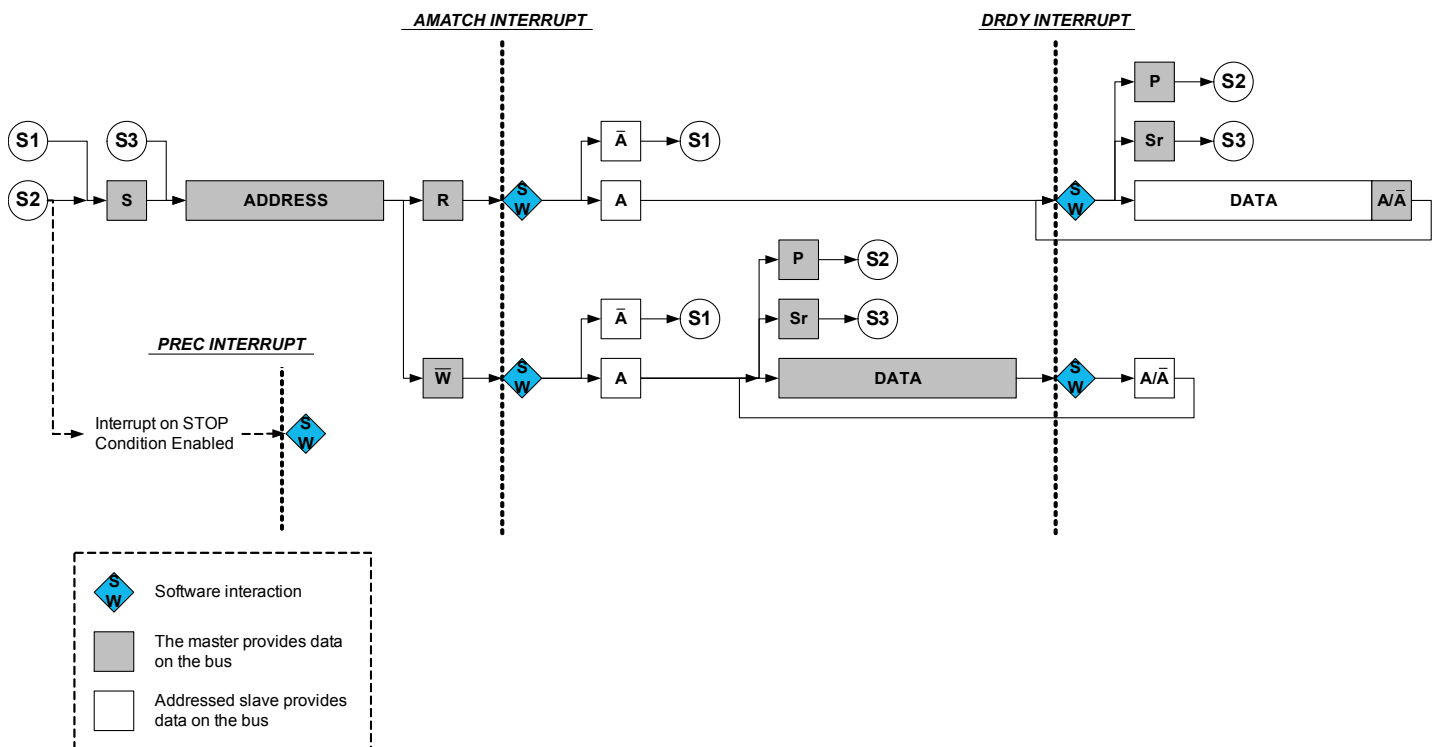 AMATCH INTERRUPT
DRDY INTERRUPT
P
S2
S1
S3
A̅
S1
Sr
S3
S2
S
ADDRESS
R
S
W
A
S
W
DATA
A/A̅
P
S2
A̅
S1
Sr
S3
PREC INTERRUPT
W̅
S
W
A
DATA
S
W
A/A̅
Interrupt on STOP
Condition Enabled
S
W
S
W
Software interaction
The master provides data
on the bus
Addressed slave provides
data on the bus